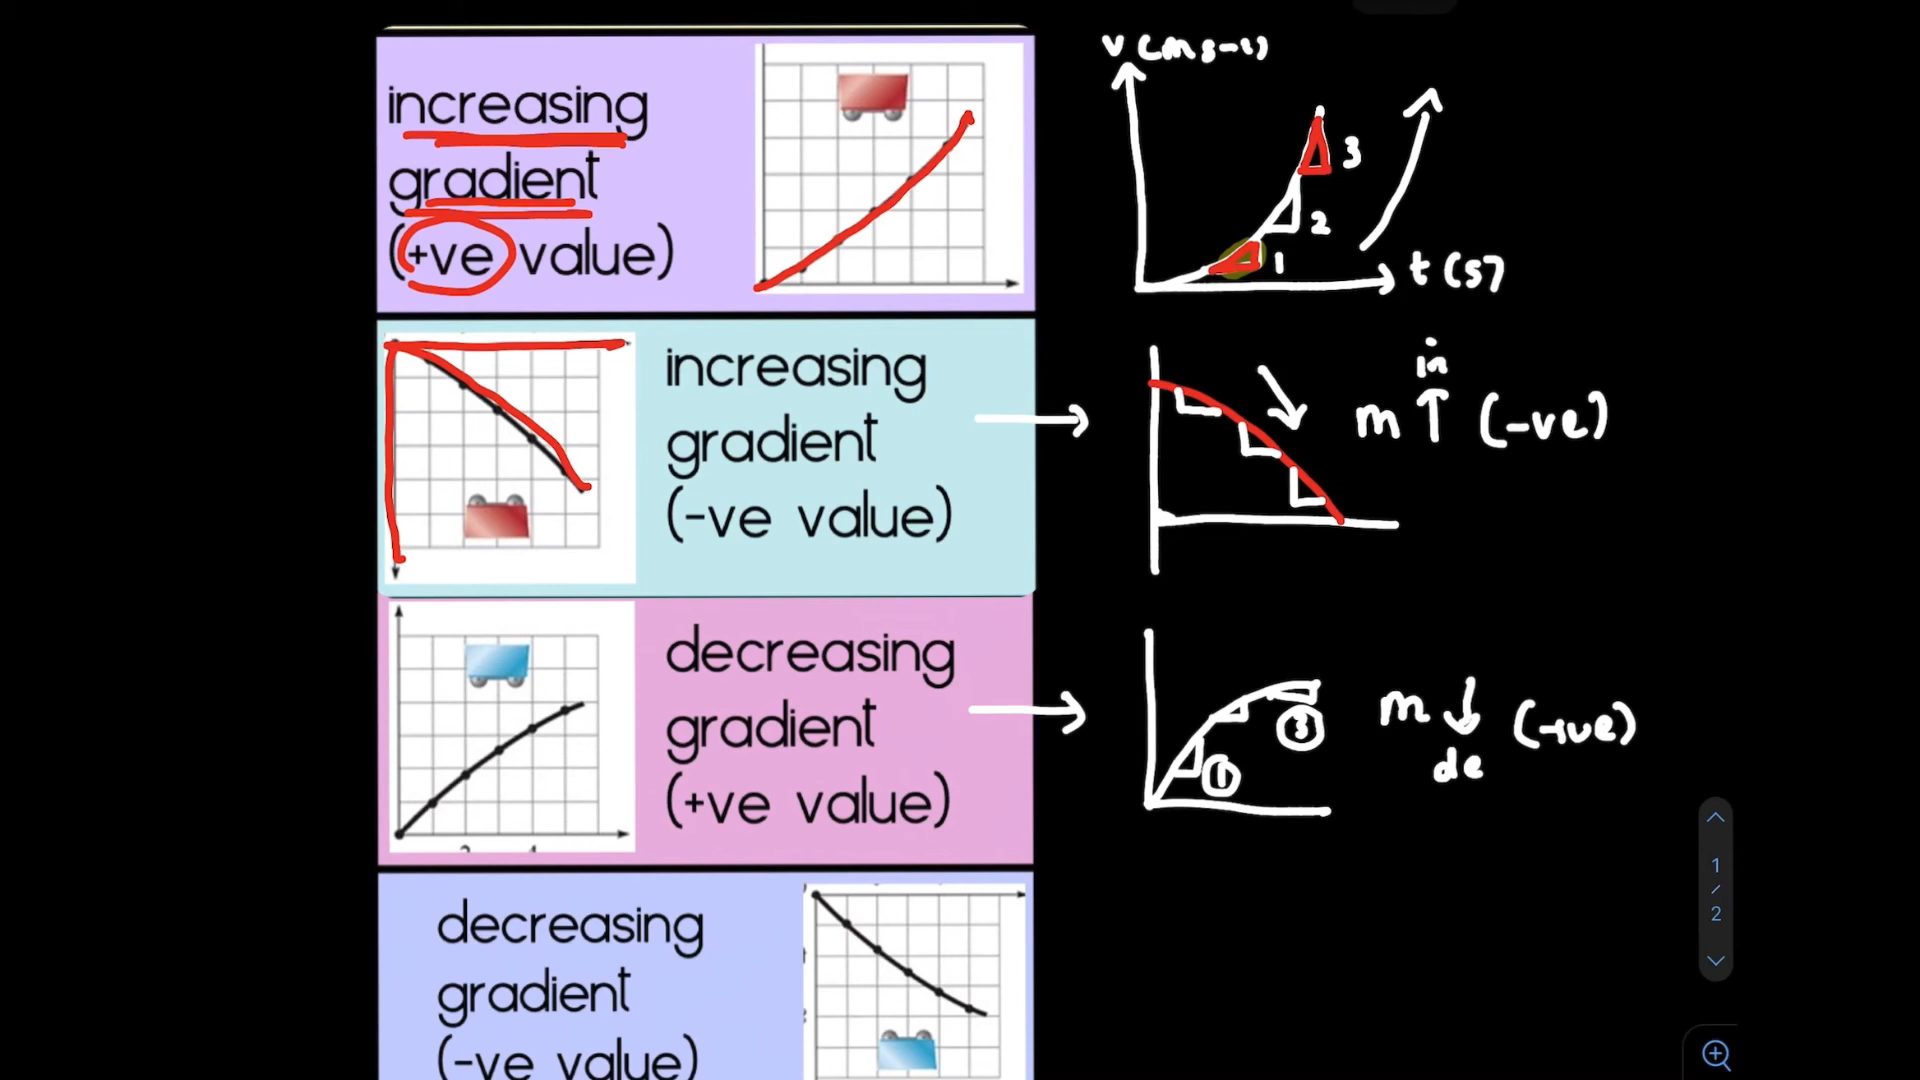 increasing
gradient
(+ve value)
v (ms-1)
3
2
1
t (s)
increasing
gradient
(-ve value)
in
m ↑ (-ve)
decreasing
gradient
(+ve value)
①
③
m ↓ (+ve)
de
decreasing
gradient
(-ve value)
1
/
2